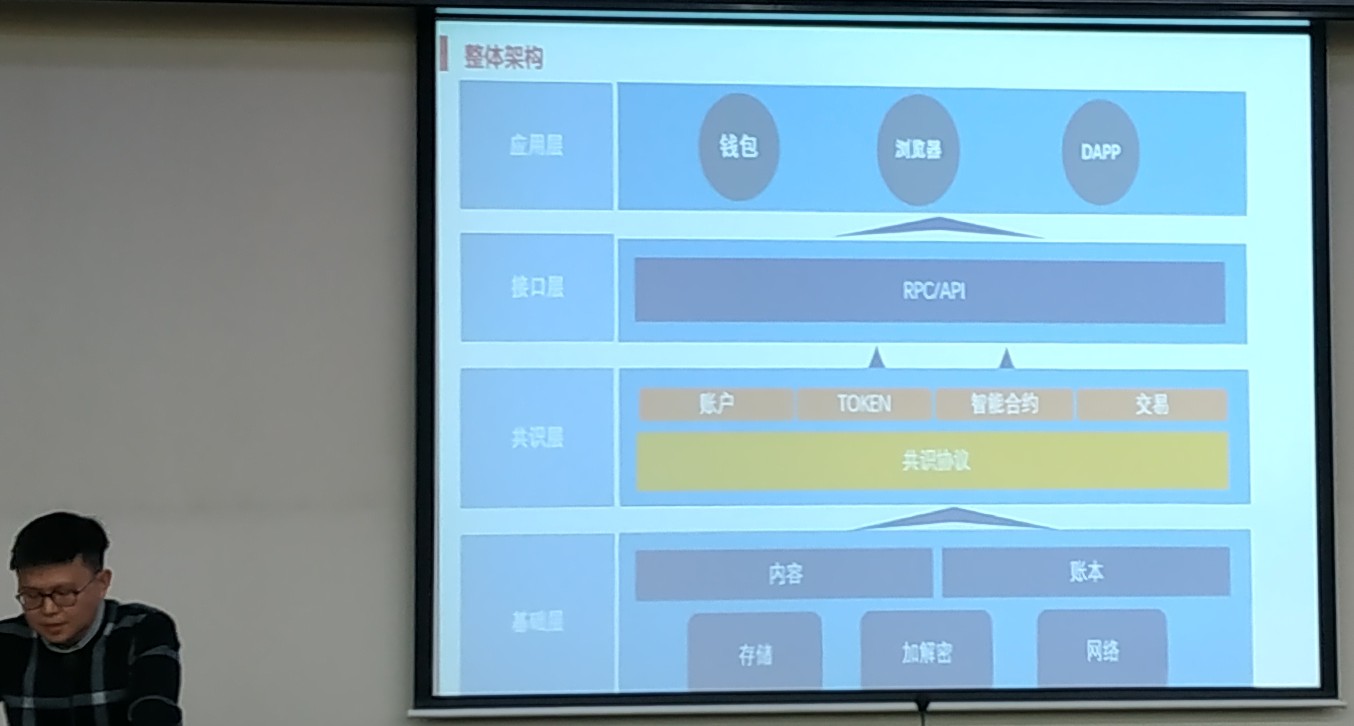 整体架构
应用层
钱包
浏览器
DAPP
接口层
RPC/API
共识层
账户
TOKEN
智能合约
交易
共识协议
基础层
内容
账本
存储
加解密
网络